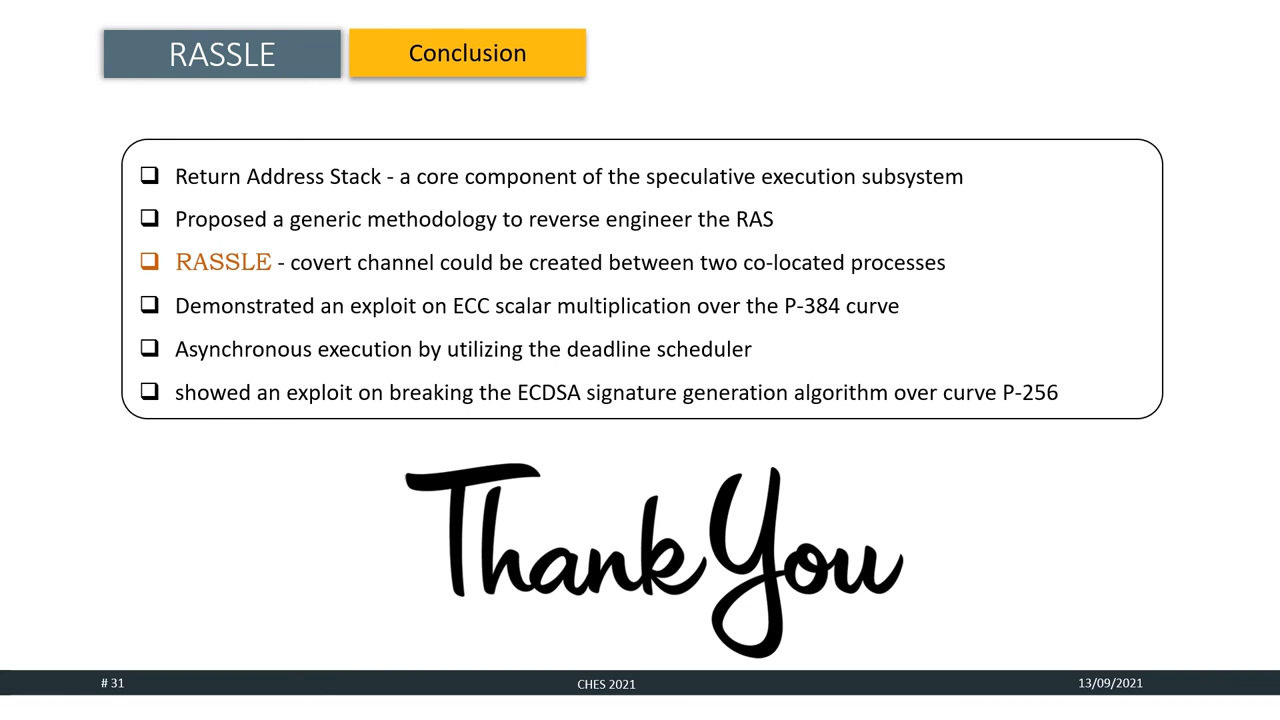 RASSLE
Conclusion
Return Address Stack - a core component of the speculative execution subsystem
Proposed a generic methodology to reverse engineer the RAS
RASSLE - covert channel could be created between two co-located processes
Demonstrated an exploit on ECC scalar multiplication over the P-384 curve
Asynchronous execution by utilizing the deadline scheduler
showed an exploit on breaking the ECDSA signature generation algorithm over curve P-256
Thank You
# 31
CHES 2021
13/09/2021